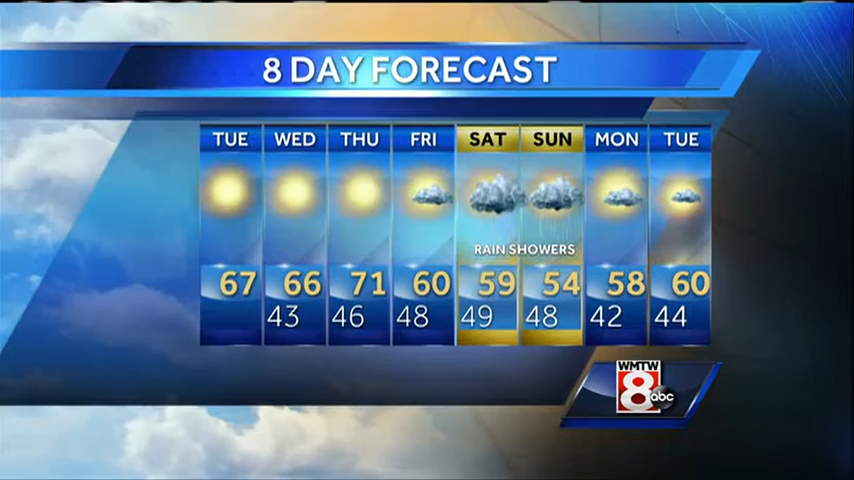 8 DAY FORECAST
TUE WED THU FRI SAT SUN MON TUE
RAIN SHOWERS
67 66 71 60 59 54 58 60
43 46 48 49 48 42 44
WMTW
8 abc